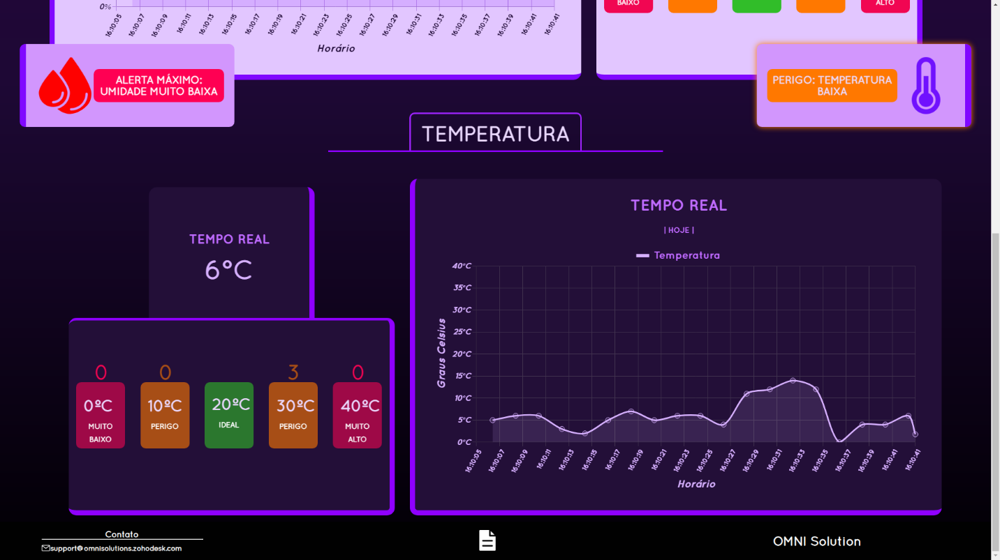 0%
16:10:05 16:10:07 16:10:09 16:10:11 16:10:13 16:10:15 16:10:17 16:10:19 16:10:21 16:10:23 16:10:25 16:10:27 16:10:29 16:10:31 16:10:33 16:10:35 16:10:37 16:10:39 16:10:41 16:10:41
Horário
BAIXO
ALTO
ALERTA MÁXIMO:
UMIDADE MUITO BAIXA
PERIGO: TEMPERATURA
BAIXA
TEMPERATURA
TEMPO REAL
6°C
0 0 3 0
0ºC 10ºC 20ºC 30ºC 40ºC
MUITO PERIGO IDEAL PERIGO MUITO
BAIXO ALTO
TEMPO REAL
| HOJE |
Temperatura
40°C
35°C
30°C
25°C
20°C
15°C
10°C
5°C
0°C
Graus Celsius
16:10:05 16:10:07 16:10:09 16:10:11 16:10:13 16:10:15 16:10:17 16:10:19 16:10:21 16:10:23 16:10:25 16:10:27 16:10:29 16:10:31 16:10:33 16:10:35 16:10:37 16:10:39 16:10:41 16:10:41
Horário
Contato
support@omnisolutions.zohodesk.com
OMNI Solution